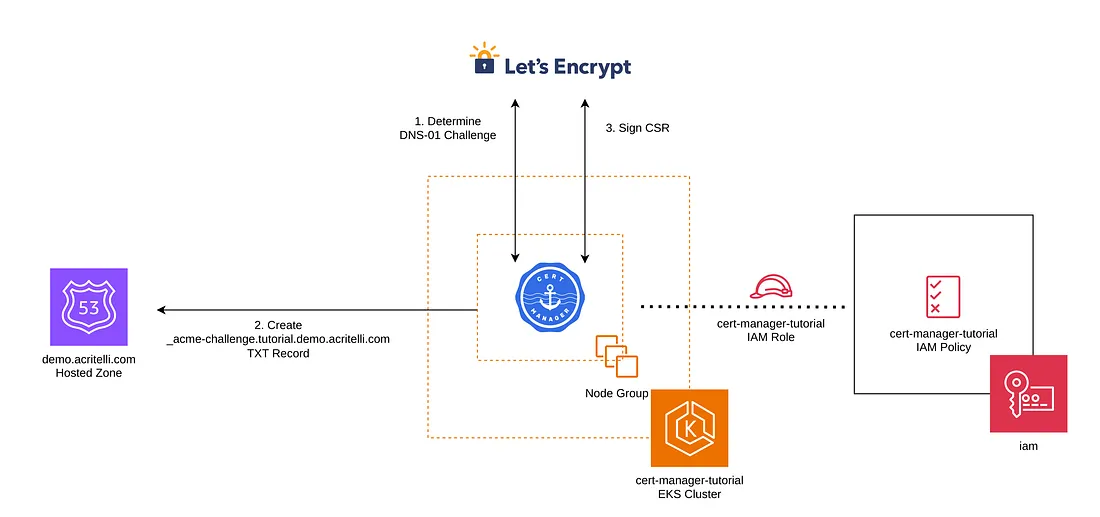 Let's Encrypt
1. Determine
DNS-01 Challenge
3. Sign CSR
CERT
MANAGER
53
demo.acritelli.com
Hosted Zone
2. Create
_acme-challenge.tutorial.demo.acritelli.com
TXT Record
cert-manager-tutorial
IAM Role
cert-manager-tutorial
IAM Policy
Node Group
K
iam
cert-manager-tutorial
EKS Cluster